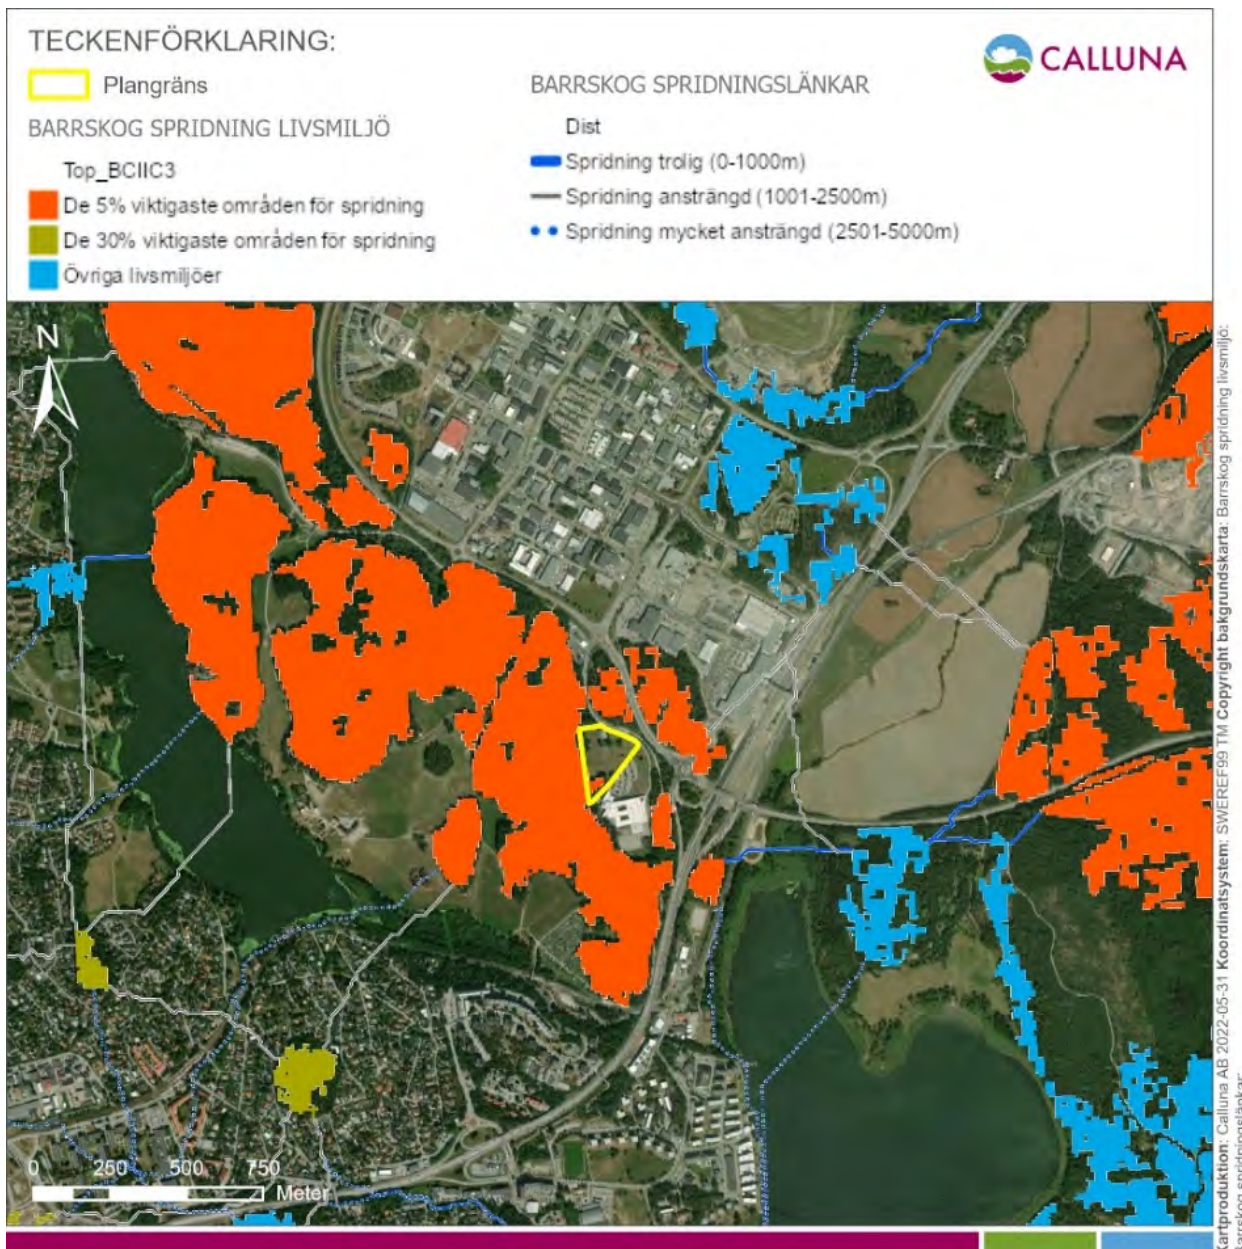 TECKENFÖRKLARING:
Plangräns
BARRSKOG SPRIDNING LIVSMILJÖ
Top_BCIIC3
De 5% viktigaste områden för spridning
De 30% viktigaste områden för spridning
Övriga livsmiljöer
BARRSKOG SPRIDNINGSLÄNKAR
Dist
Spridning trolig (0-1000m)
Spridning ansträngd (1001-2500m)
Spridning mycket ansträngd (2501-5000m)
CALLUNA
N
0 250 500 750
Meter
Kartproduktion: Calluna AB 2022-05-31 Koordinatsystem: SWEREF99 TM Copyright bakgrundskarta: Barrskog spridning livsmiljö:
Barrskog spridningslänkar: